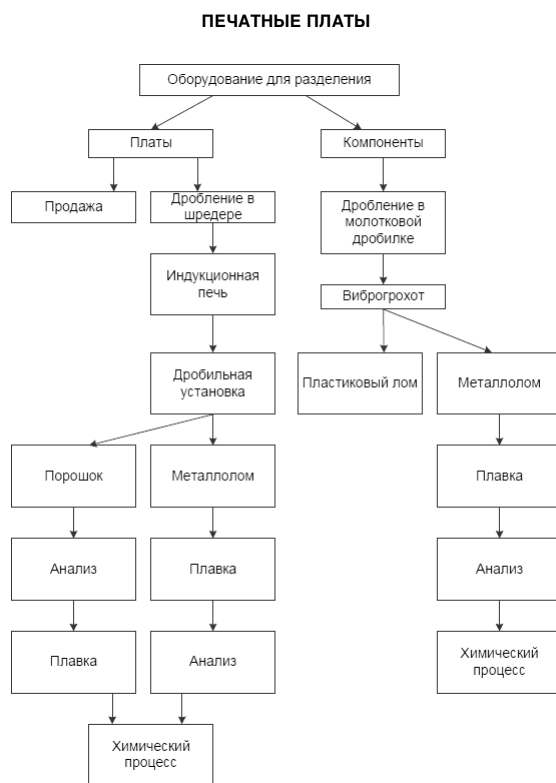 ПЕЧАТНЫЕ ПЛАТЫ
Оборудование для разделения
Платы
Компоненты
Продажа
Дробление в
шредере
Дробление в
молотковой
дробилке
Индукционная
печь
Виброгрохот
Дробильная
установка
Пластиковый лом
Металлолом
Порошок
Металлолом
Плавка
Анализ
Плавка
Анализ
Плавка
Анализ
Химический
процесс
Химический
процесс